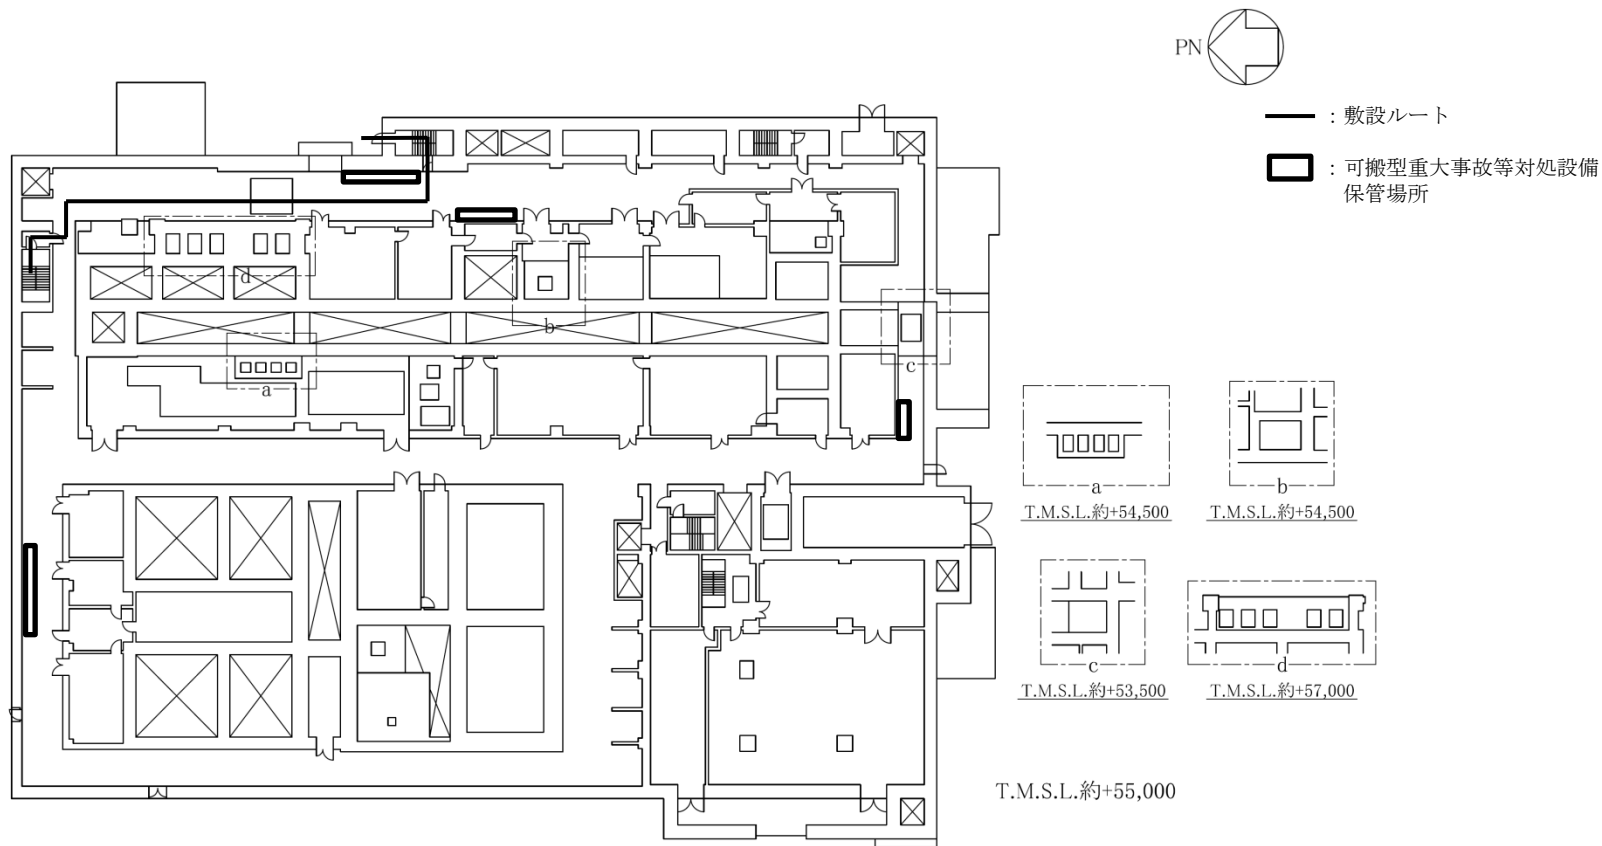 PN
：敷設ルート
：可搬型重大事故等対処設備
保管場所
d
b
c
a
a
T.M.S.L.約+54,500
b
T.M.S.L.約+54,500
c
T.M.S.L.約+53,500
d
T.M.S.L.約+57,000
T.M.S.L.約+55,000